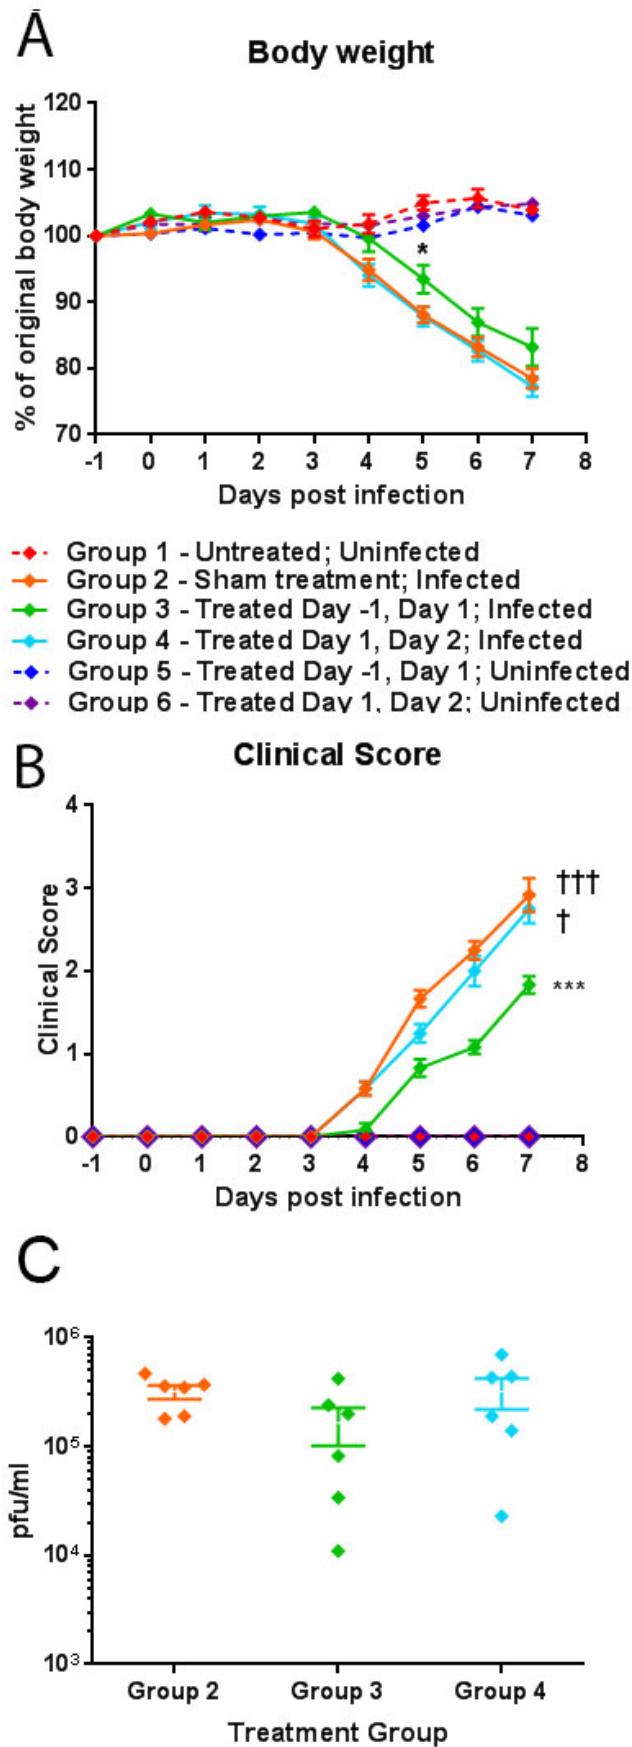 A
Body weight
% of original body weight
120
110
100
90
80
70
*
-1 0 1 2 3 4 5 6 7 8
Days post infection
Group 1 - Untreated; Uninfected
Group 2 - Sham treatment; Infected
Group 3 - Treated Day -1, Day 1; Infected
Group 4 - Treated Day 1, Day 2; Infected
Group 5 - Treated Day -1, Day 1; Uninfected
Group 6 - Treated Day 1, Day 2; Uninfected
B
Clinical Score
Clinical Score
4
3
2
1
0
†††
†
***
-1 0 1 2 3 4 5 6 7 8
Days post infection
C
pfu/ml
10⁶
10⁵
10⁴
10³
Group 2 Group 3 Group 4
Treatment Group